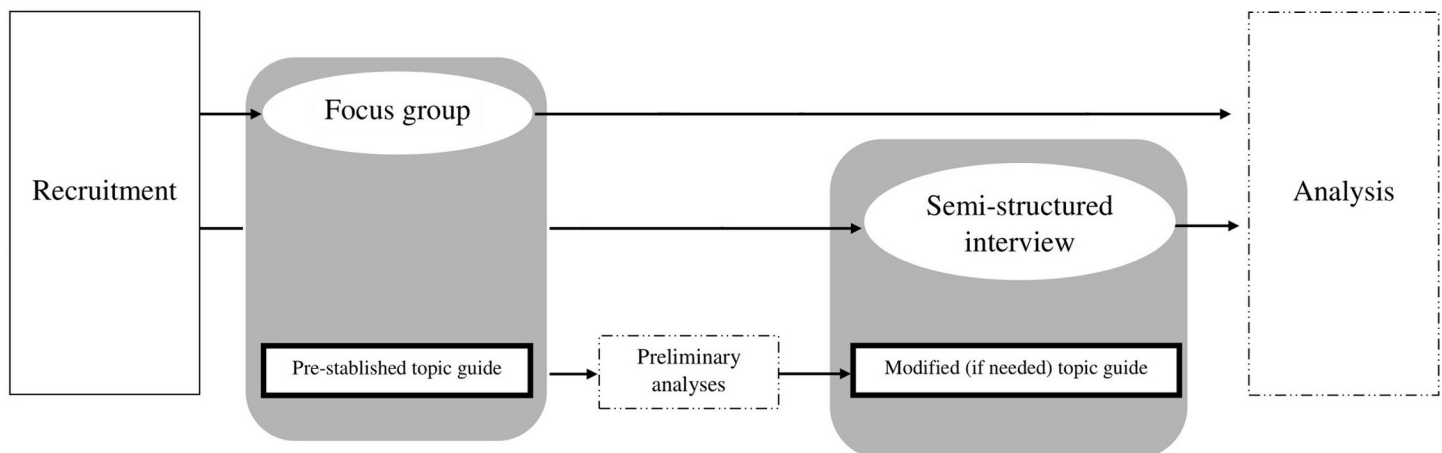 Recruitment
Focus group
Pre-stablished topic guide
Preliminary
analyses
Semi-structured
interview
Modified (if needed) topic guide
Analysis